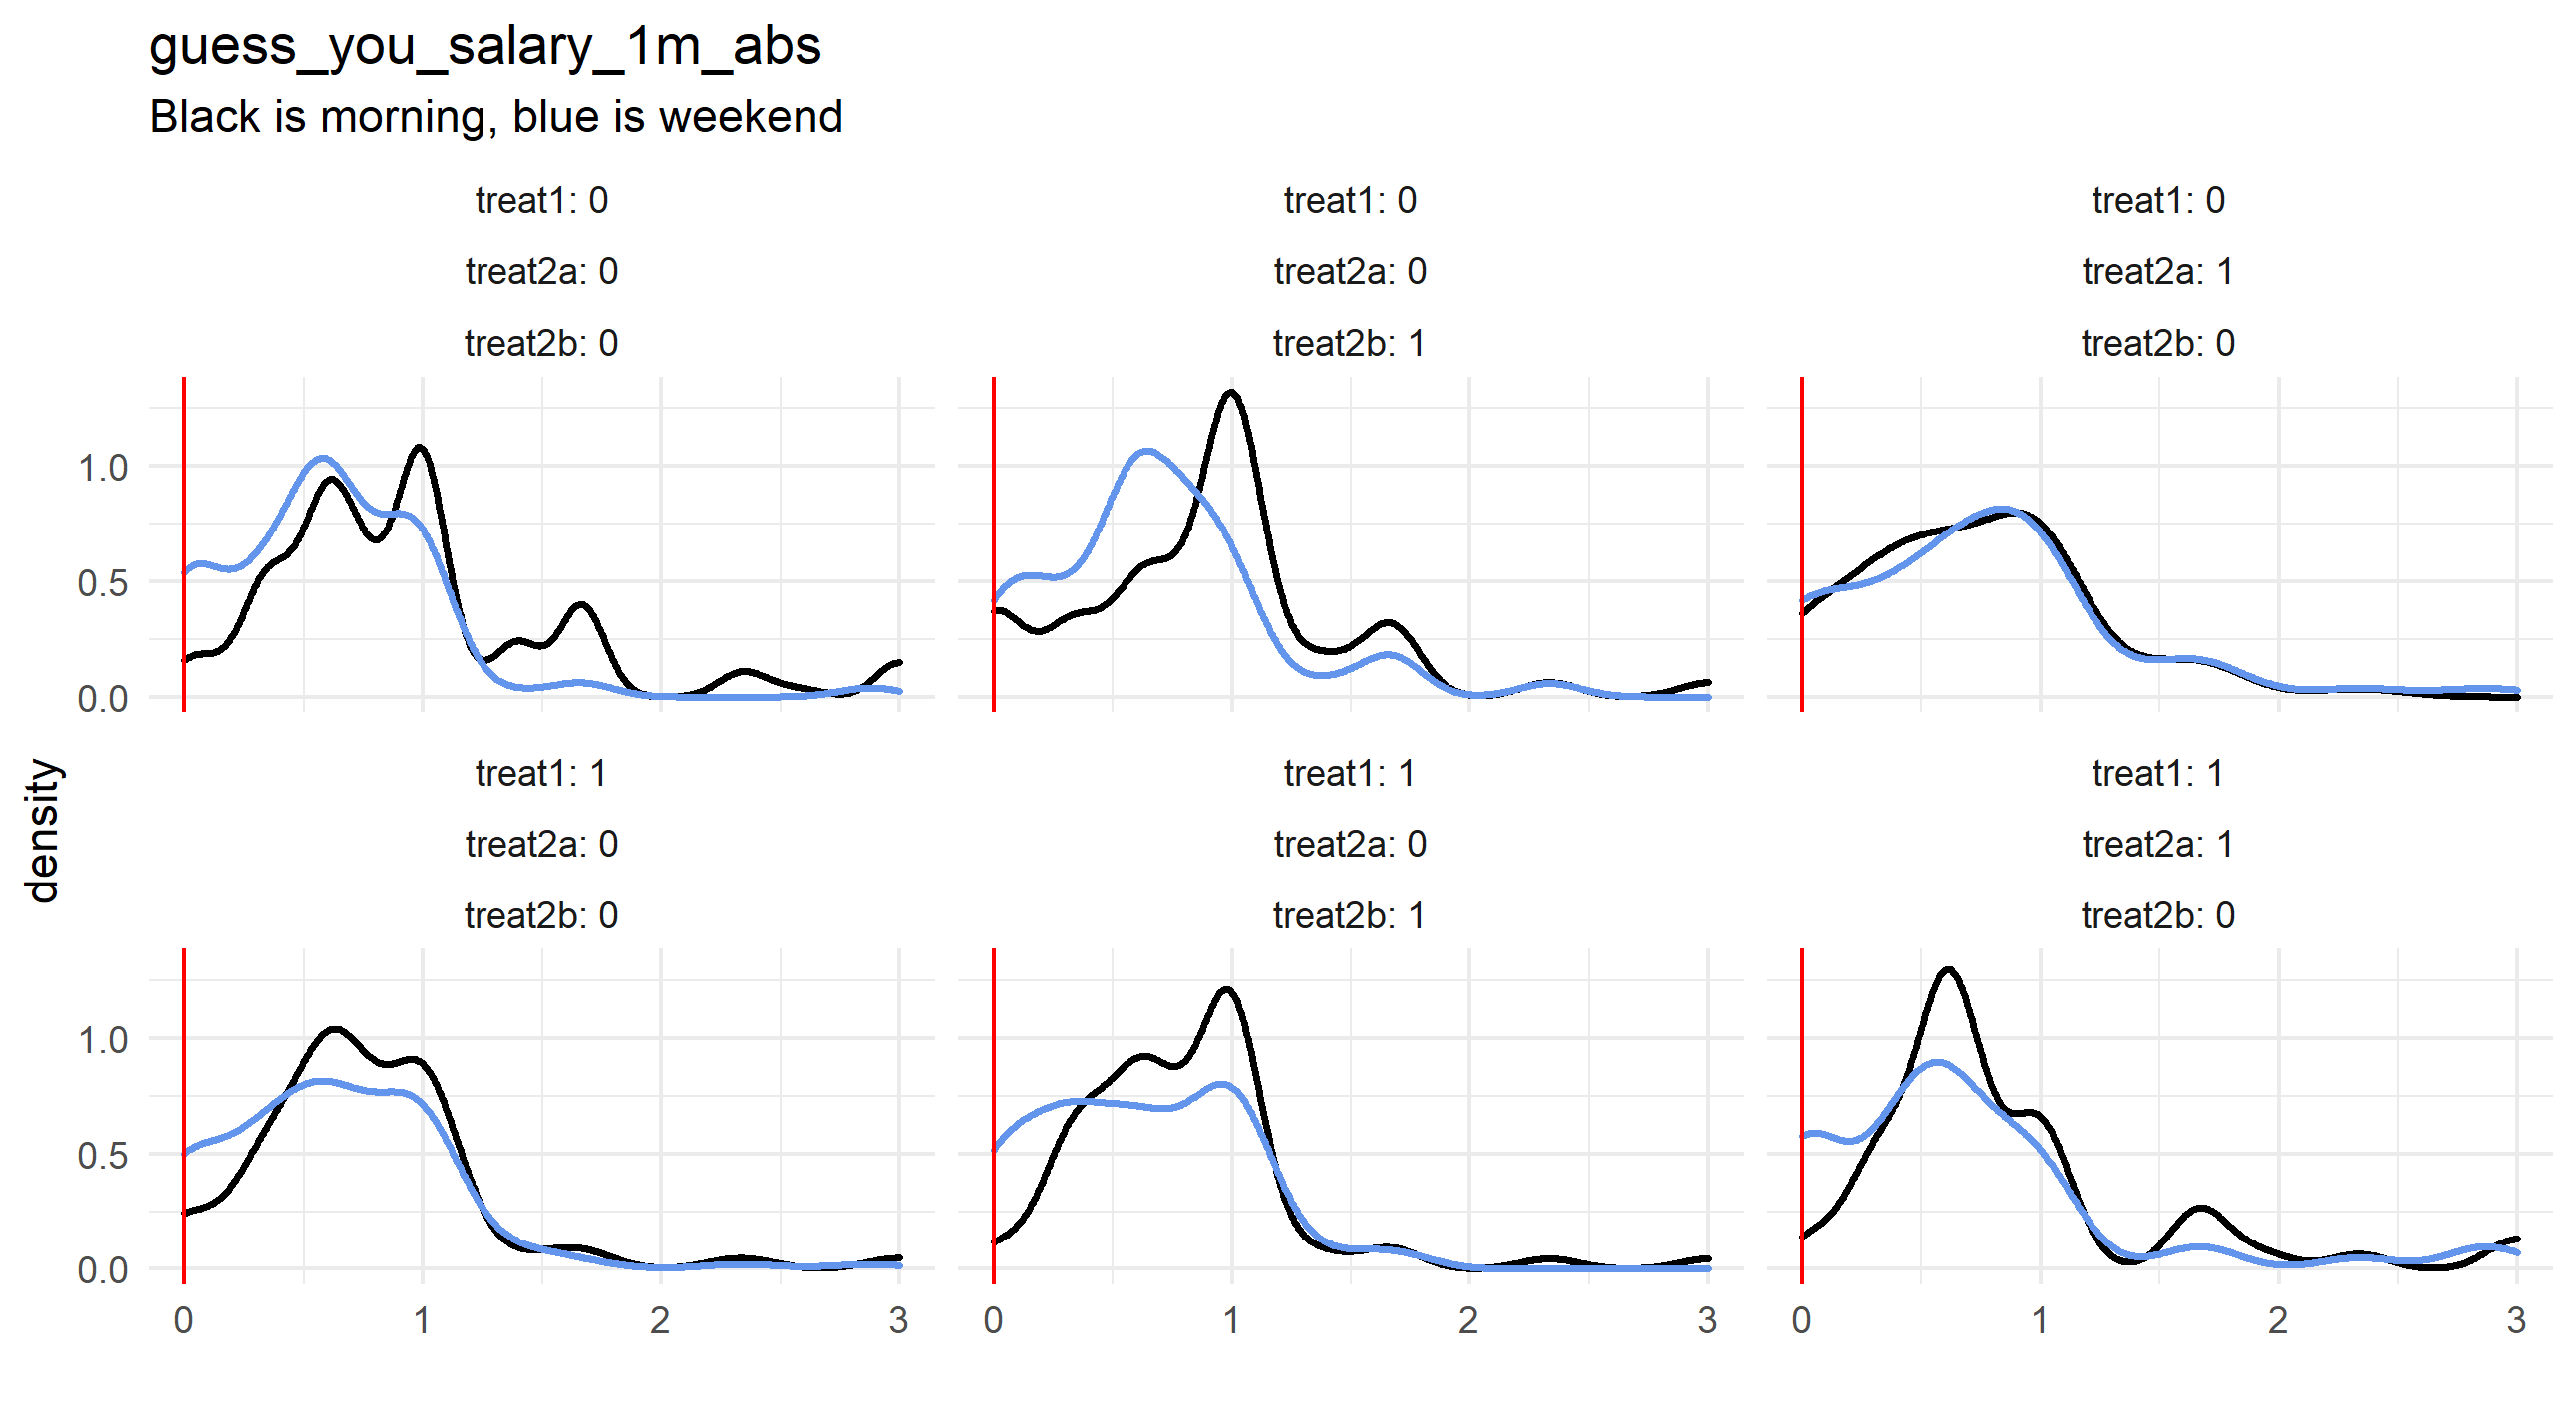 guess_you_salary_1m_abs
Black is morning, blue is weekend
treat1: 0 treat1: 0 treat1: 0
treat2a: 0 treat2a: 0 treat2a: 1
treat2b: 0 treat2b: 1 treat2b: 0
1.0
0.5
0.0
density
treat1: 1 treat1: 1 treat1: 1
treat2a: 0 treat2a: 0 treat2a: 1
treat2b: 0 treat2b: 1 treat2b: 0
1.0
0.5
0.0
0 1 2 3 0 1 2 3 0 1 2 3